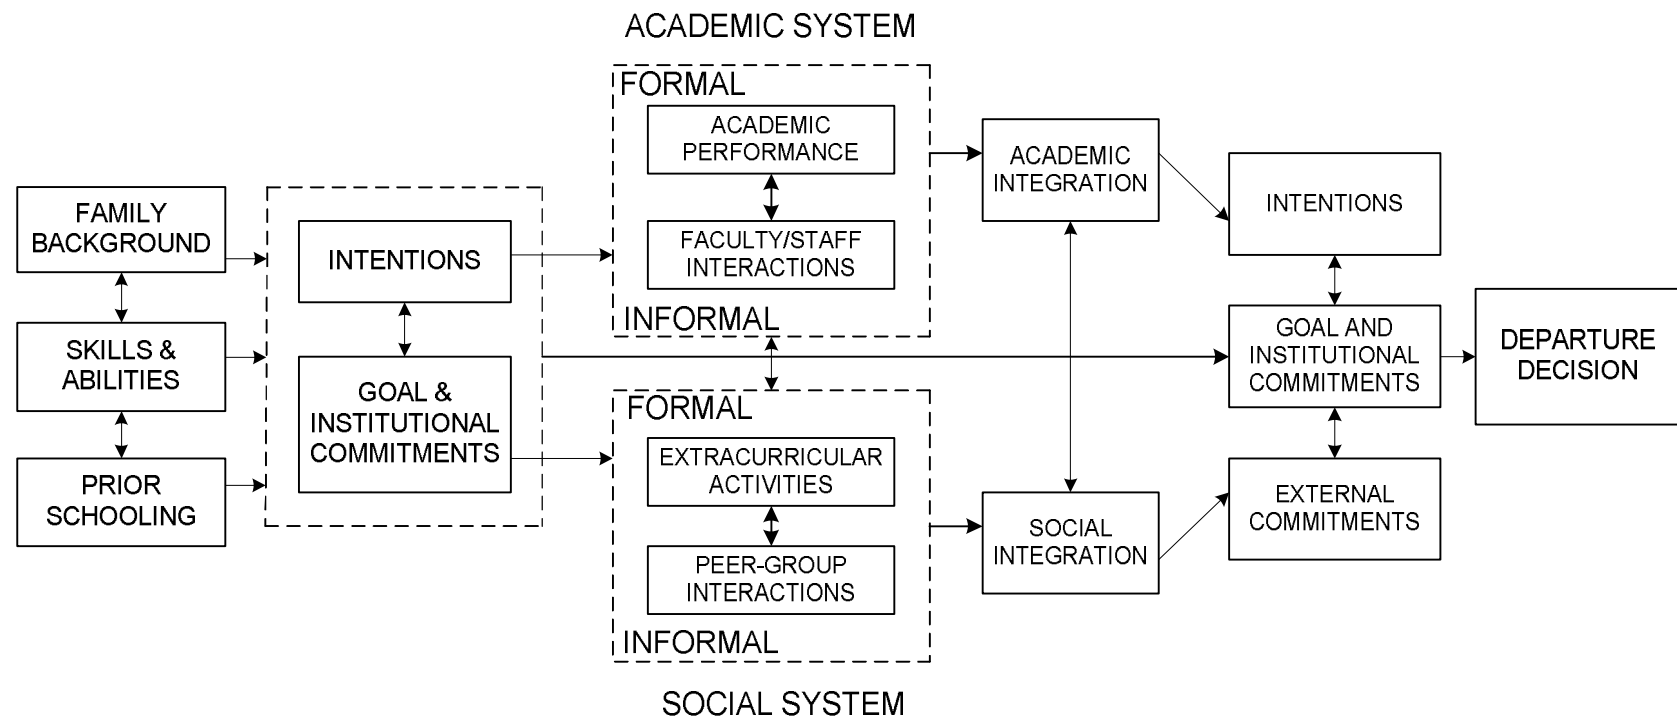 ACADEMIC SYSTEM
FAMILY
BACKGROUND
SKILLS &
ABILITIES
PRIOR
SCHOOLING
INTENTIONS
GOAL &
INSTITUTIONAL
COMMITMENTS
FORMAL
ACADEMIC
PERFORMANCE
FACULTY/STAFF
INTERACTIONS
INFORMAL
FORMAL
EXTRACURRICULAR
ACTIVITIES
PEER-GROUP
INTERACTIONS
INFORMAL
ACADEMIC
INTEGRATION
SOCIAL
INTEGRATION
INTENTIONS
GOAL AND
INSTITUTIONAL
COMMITMENTS
EXTERNAL
COMMITMENTS
DEPARTURE
DECISION
SOCIAL SYSTEM